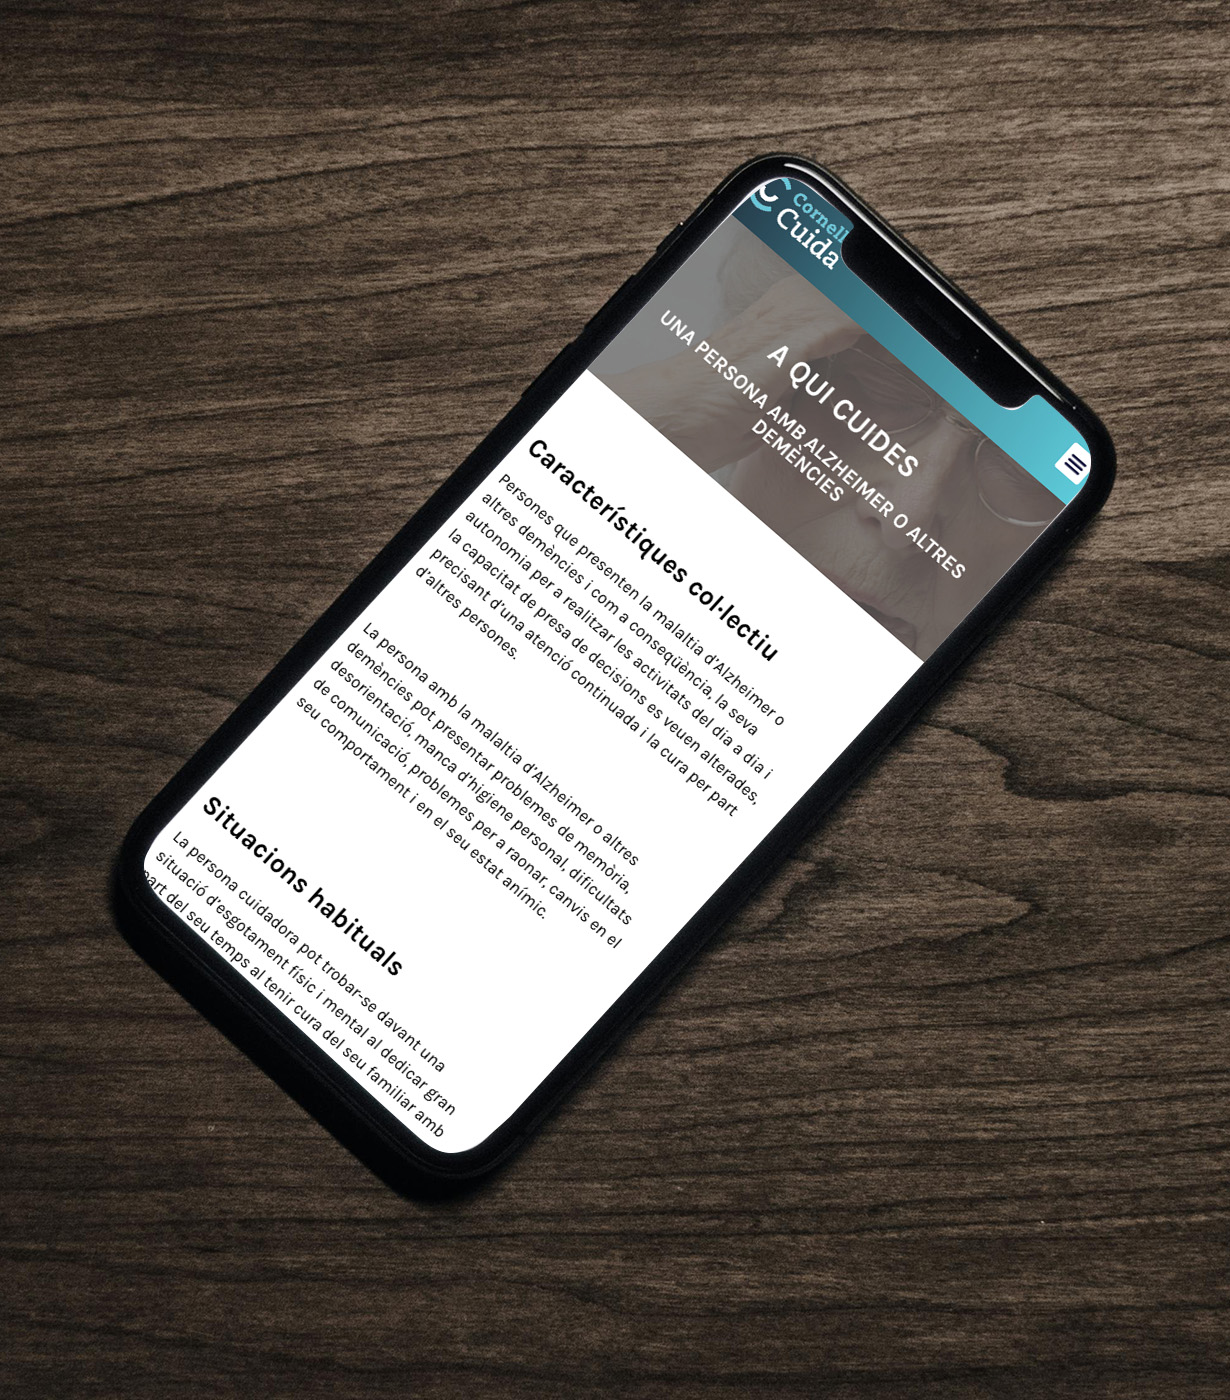 Cornell
Cuida
A QUI CUIDES
UNA PERSONA AMB ALZHEIMER O ALTRES
DEMÈNCIES
Característiques col·lectiu
Persones que presenten la malaltia d'Alzheimer o
altres demències i com a conseqüència, la seva
autonomia per a realitzar les activitats del dia a dia i
la capacitat de presa de decisions es veuen alterades,
precisant d'una atenció continuada i la cura per part
d'altres persones.
La persona amb la malaltia d'Alzheimer o altres
demències pot presentar problemes de memòria,
desorientació, manca d'higiene personal, dificultats
de comunicació, problemes per a raonar, canvis en el
seu comportament i en el seu estat anímic.
Situacions habituals
La persona cuidadora pot trobar-se davant una
situació d'esgotament físic i mental al dedicar gran
part del seu temps al tenir cura del seu familiar amb